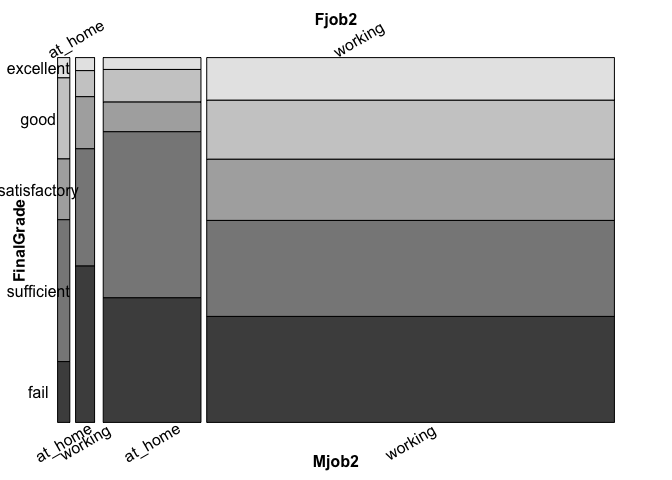 Fjob2
at_home
working
excellent
good
satisfactory
sufficient
fail
FinalGrade
at_home
working
at_home
working
Mjob2